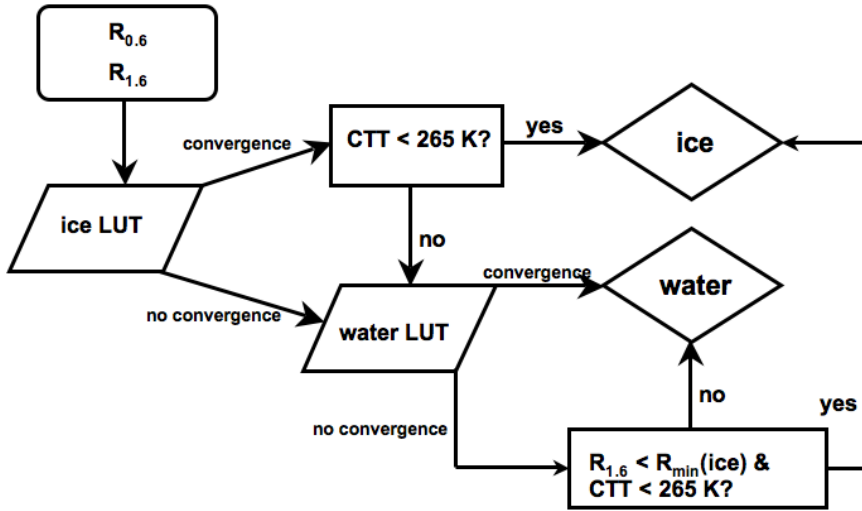 R0.6
R1.6
convergence
CTT < 265 K?
yes
ice
ice LUT
no
convergence
water
no convergence
water LUT
no
yes
no convergence
R1.6 < Rmin(ice) &
CTT < 265 K?